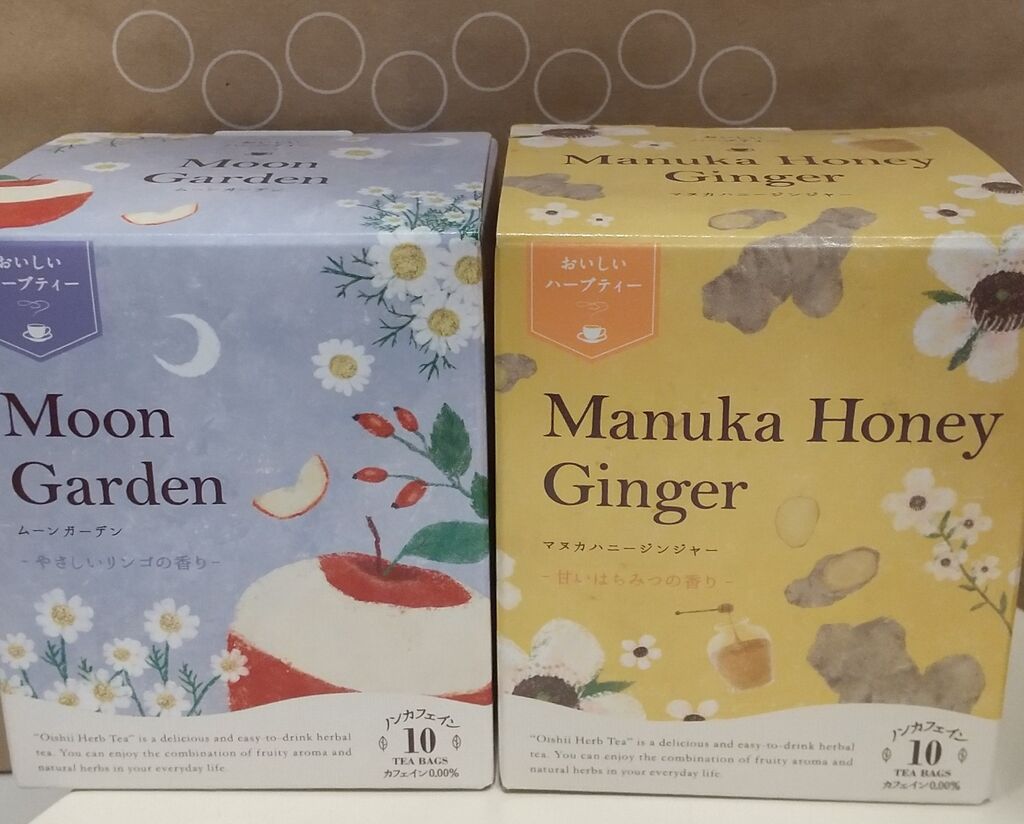 Moon
Garden
ムーンガーデン
おいしい
ーブティー
Moon
Garden
ムーンガーデン
-やさしいリンゴの香り-
"Oishii Herb Tea" is a delicious and easy-to-drink herbal
tea. You can enjoy the combination of fruity aroma and
natural herbs in your everyday life.
ノンカフェイン
10
TEA BAGS
カフェイン0.00%
Manuka Honey
Ginger
マヌカハニージンジャー
おいしい
ハーブティー
Manuka Honey
Ginger
マヌカハニージンジャー
-甘いはちみつの香り-
"Oishii Herb Tea" is a delicious and easy-to-drink herbal
tea. You can enjoy the combination of fruity aroma and
natural herbs in your everyday life.
ノンカフェイン
10
TEA BAGS
カフェイン0.00%